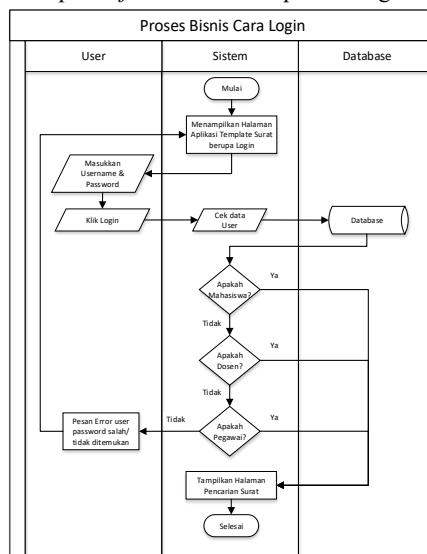 Proses Bisnis Cara Login
User
Sistem
Database
Mulai
Menampilkan Halaman
Aplikasi Template Surat
berupa Login
Masukkan
Username &
Password
Klik Login
Cek data
User
Database
Apakah
Mahasiswa?
Ya
Tidak
Apakah
Dosen?
Ya
Tidak
Apakah
Pegawai?
Ya
Tidak
Pesan Error user
password salah/
tidak ditemukan
Tampilkan Halaman
Pencarian Surat
Selesai